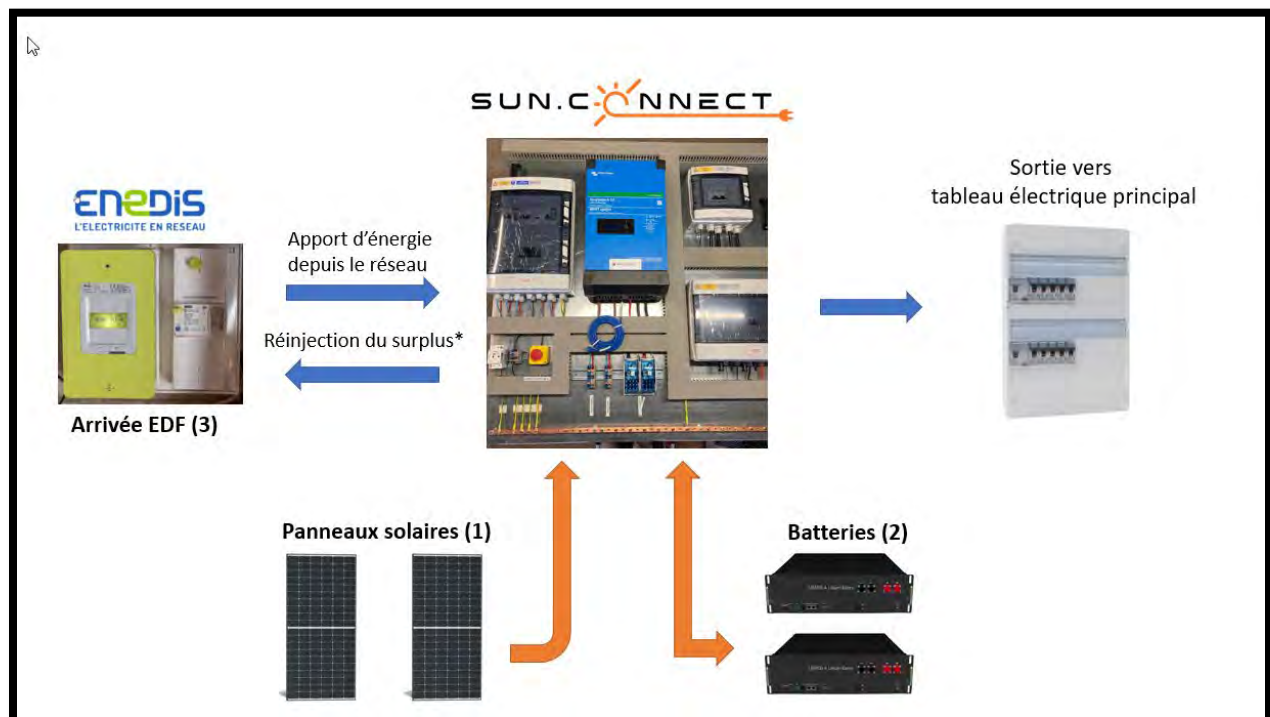 SUN.CONNECT
Sortie vers
tableau électrique principal
ENEDIS
L'ELECTRICITE EN RESEAU
Apport d'énergie
depuis le réseau
Réinjection du surplus*
Arrivée EDF (3)
Panneaux solaires (1)
Batteries (2)